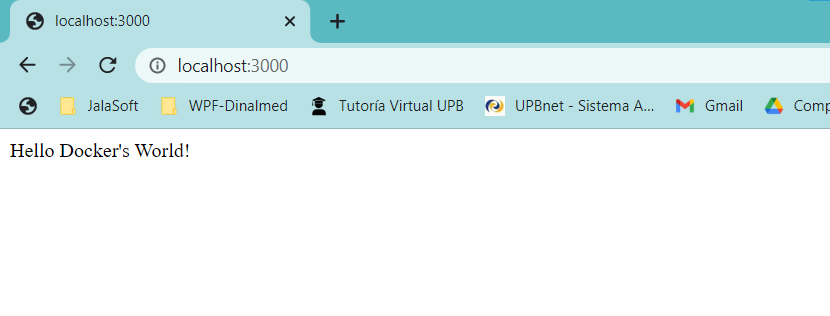 localhost:3000
localhost:3000
JalaSoft WPF-Dinalmed Tutoría Virtual UPB UPBnet - Sistema A... Gmail Comp
Hello Docker's World!